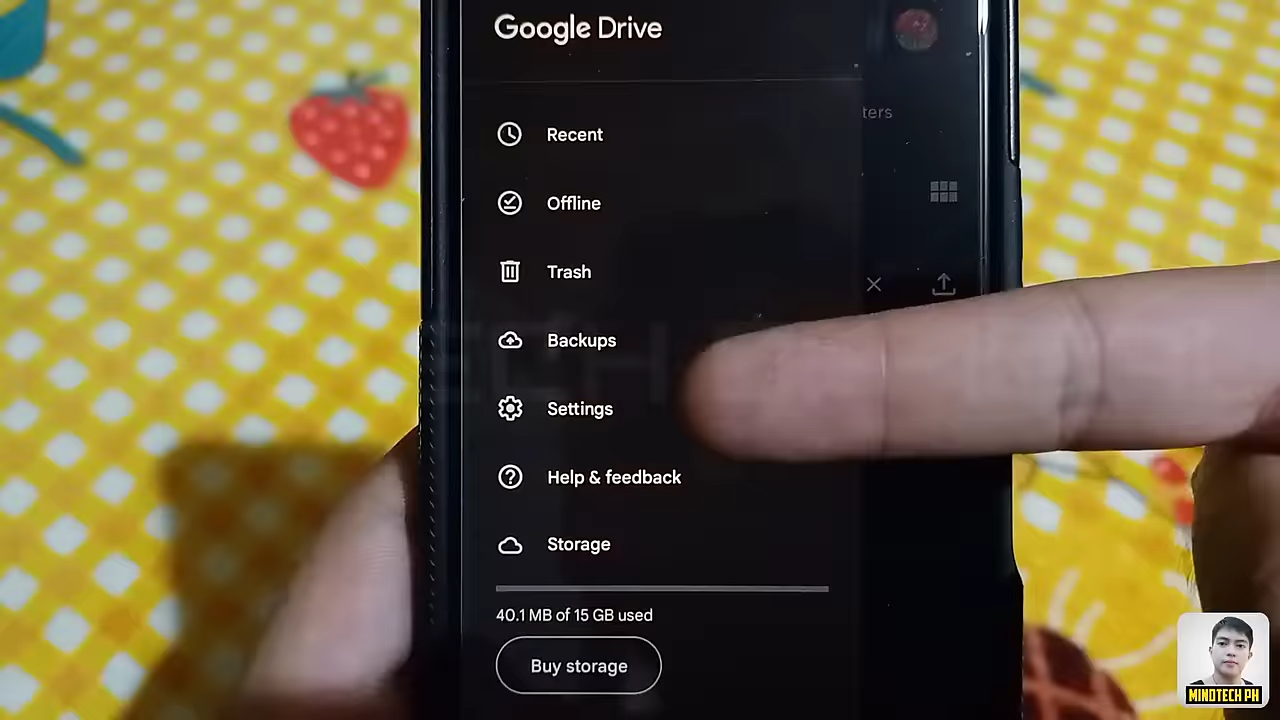 Google Drive
ters
Recent
Offline
Trash
Backups
Settings
Help & feedback
Storage
40.1 MB of 15 GB used
Buy storage
MINDTECH PH